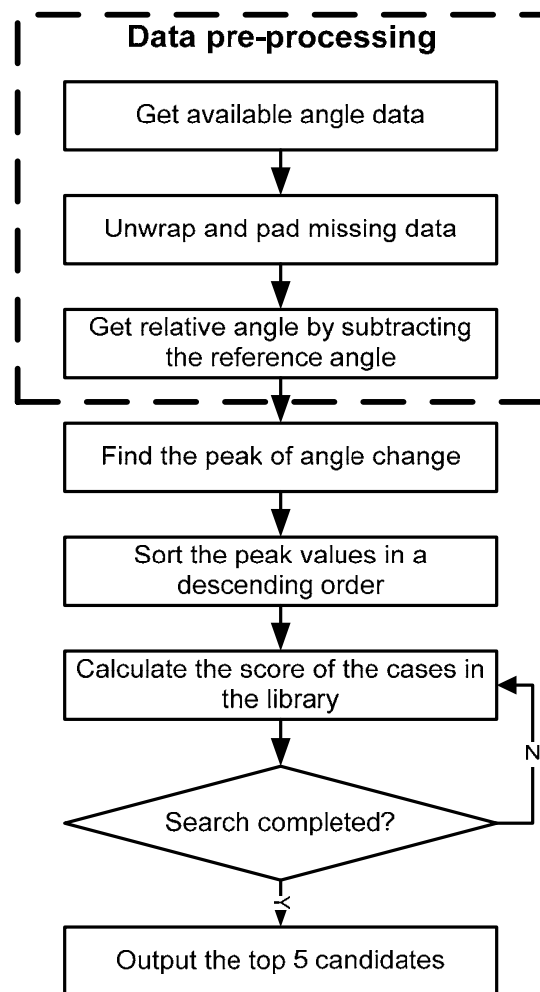 Data pre-processing
Get available angle data
Unwrap and pad missing data
Get relative angle by subtracting
the reference angle
Find the peak of angle change
Sort the peak values in a
descending order
Calculate the score of the cases in
the library
N
Search completed?
Y
Output the top 5 candidates